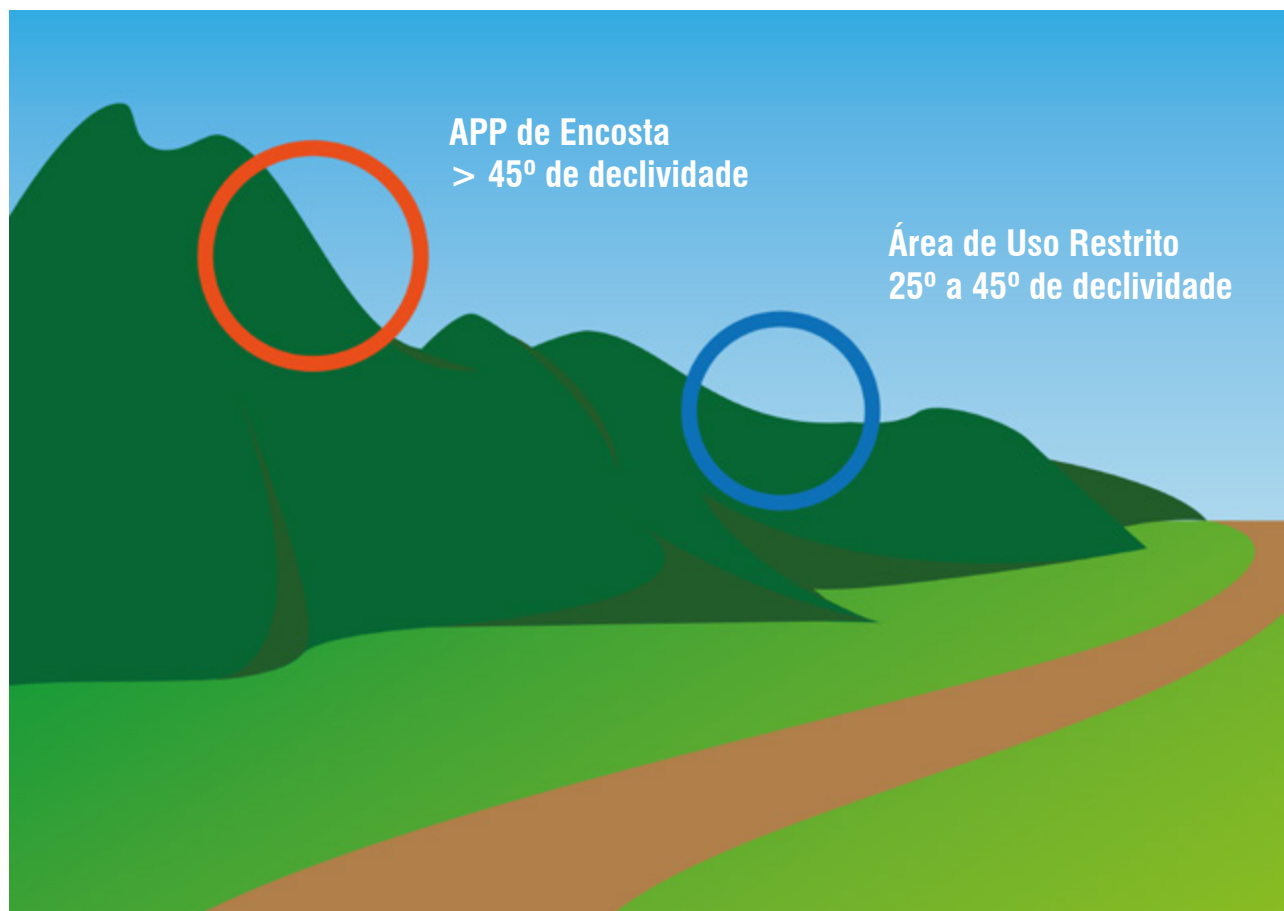 APP de Encosta
> 45º de declividade
Área de Uso Restrito
25º a 45º de declividade